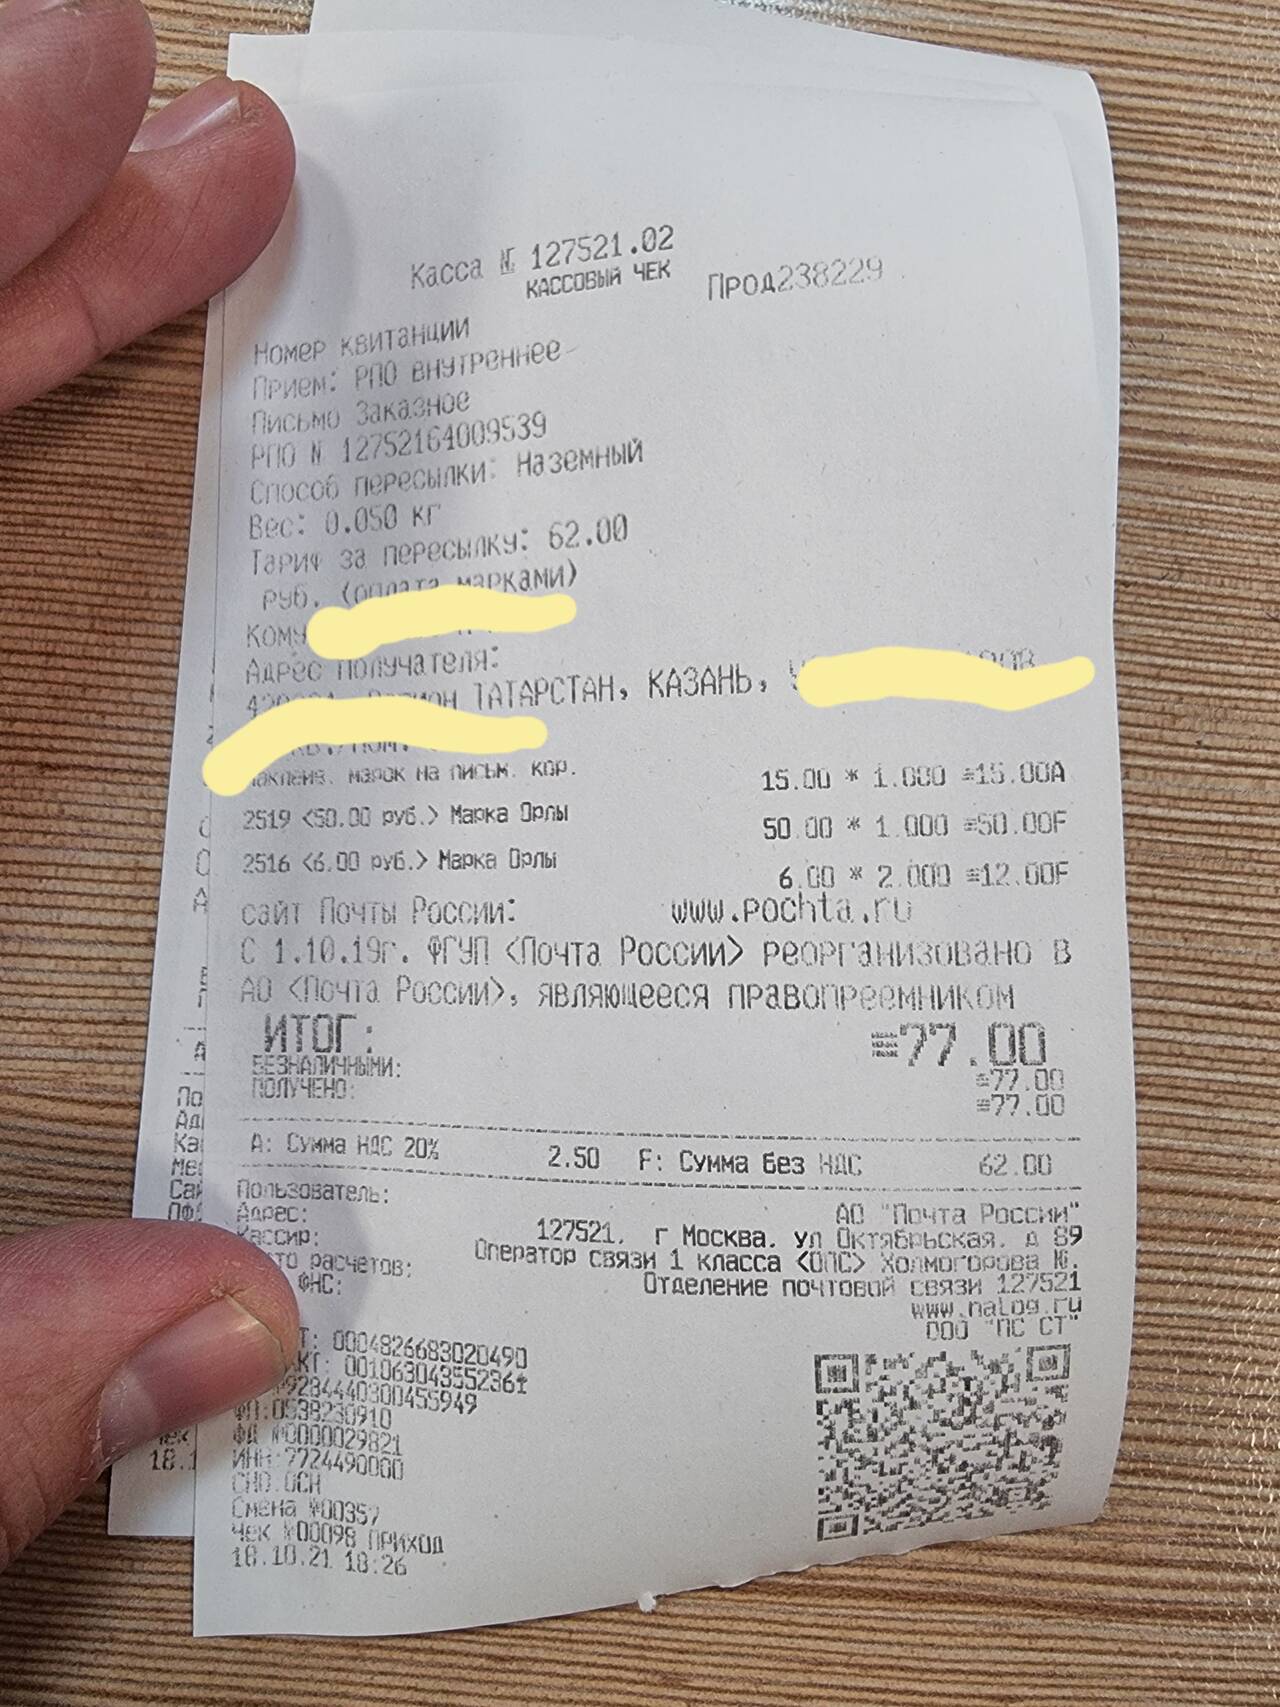 Касса № 127521.02
КАССОВЫЙ ЧЕК Прод238229
Номер квитанции
Прием: РПО внутреннее
Письмо Заказное
РПО № 12752164009539
Способ пересылки: Наземный
Вес: 0.050 кг
Тариф за пересылку: 62.00
руб. (оплата марками)
Кому
Адрес получателя:
ТАТАРСТАН, КАЗАНЬ,
марок на письм. кор. 15.00 * 1.000 ≡15.00А
2519 <50.00 руб.> Марка Орлы 50.00 * 1.000 ≡50.00F
2516 <6.00 руб.> Марка Орлы 6.00 * 2.000 ≡12.00F
сайт Почты России: www.pochta.ru
С 1.10.19г. ФГУП <Почта России> реорганизовано в
АО <Почта России>, являющееся правопреемником
ИТОГ: ≡77.00
БЕЗНАЛИЧНЫМИ: ≡77.00
ПОЛУЧЕНО: ≡77.00
А: Сумма НДС 20% 2.50 F: Сумма без НДС 62.00
Пользователь: АО "Почта России"
Адрес: 127521, г Москва, ул Октябрьская, д 89
Кассир: Оператор связи 1 класса <ОПС> Холмогорова
расчетов: Отделение почтовой связи 127521
ФНС: www.nalog.ru
ООО "ПС СТ"
0004826683020490
001063043552361
9284440300455949
ФП:0538230910
ФД №0000029821
ИНН:7724490000
СНО:ОСН
Смена №00357
Чек №00098 ПРИХОД
18.10.21 18:26